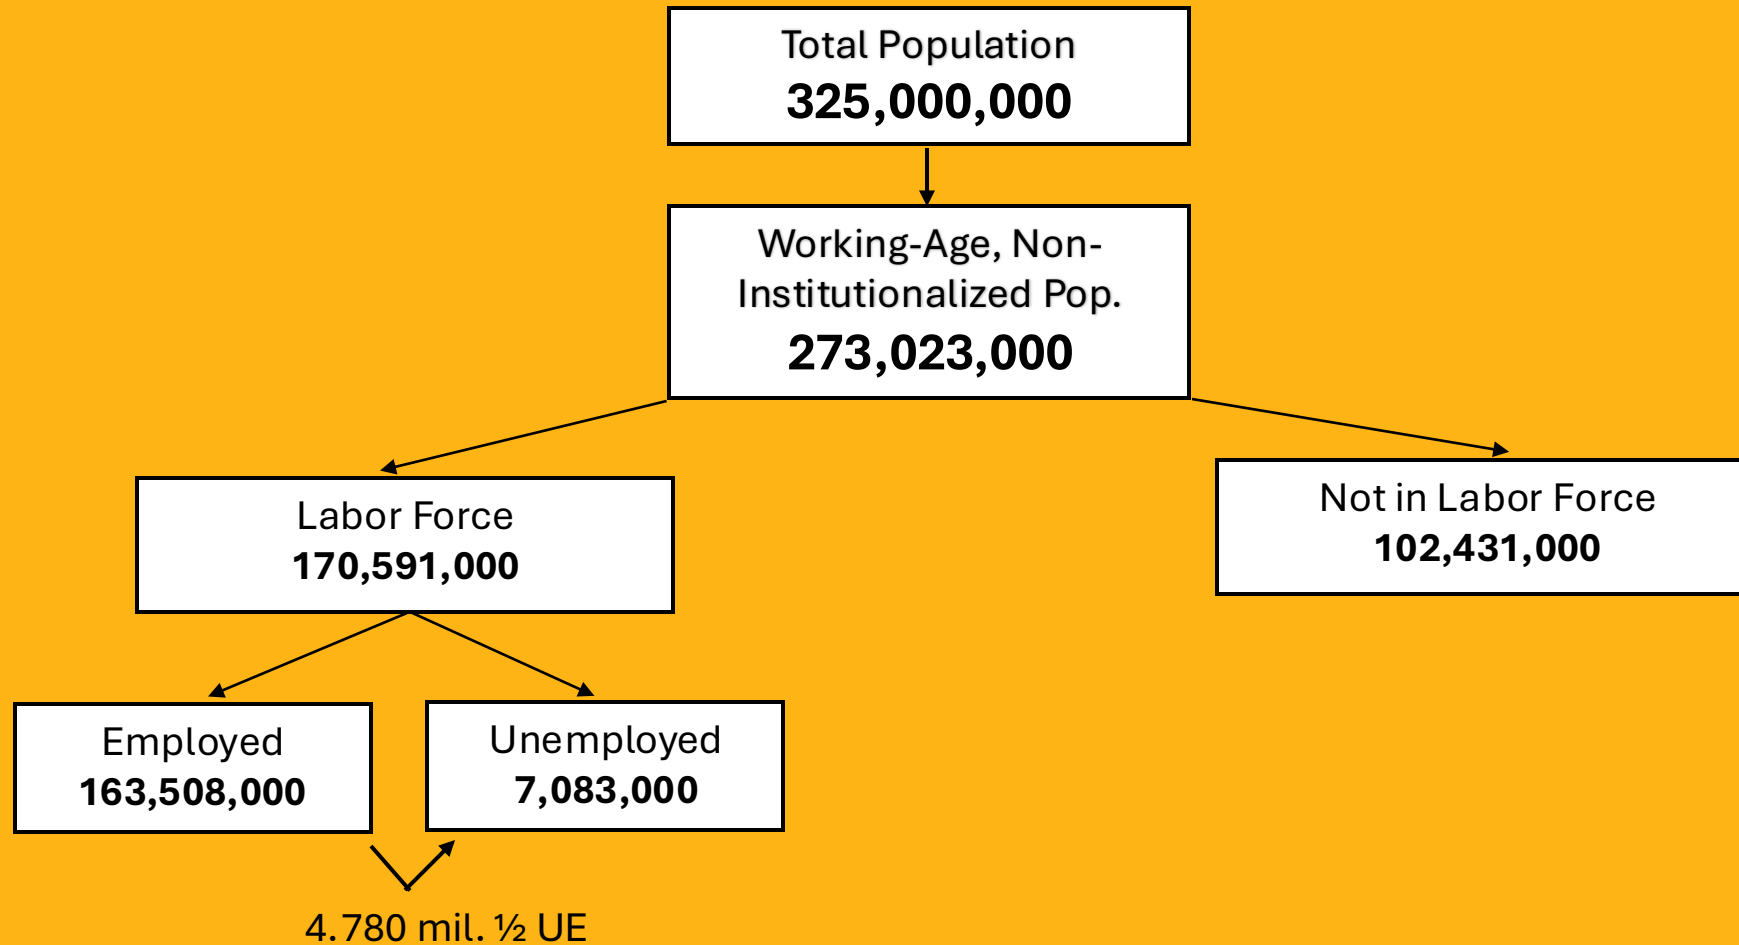 Total Population
325,000,000
Working-Age, Non-
Institutionalized Pop.
273,023,000
Labor Force
170,591,000
Not in Labor Force
102,431,000
Employed
163,508,000
Unemployed
7,083,000
4.780 mil. ½ UE